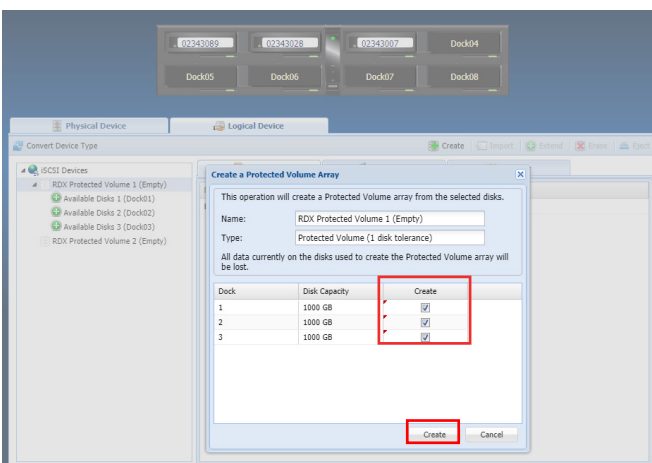 02343089 02343028 02343007 Dock04
Dock05 Dock06 Dock07 Dock08
Physical Device Logical Device
Convert Device Type Create Import Extend Erase Eject
iSCSI Devices
RDX Protected Volume 1 (Empty)
Available Disks 1 (Dock01)
Available Disks 2 (Dock02)
Available Disks 3 (Dock03)
RDX Protected Volume 2 (Empty)
Create a Protected Volume Array
This operation will create a Protected Volume array from the selected disks.
Name: RDX Protected Volume 1 (Empty)
Type: Protected Volume (1 disk tolerance)
All data currently on the disks used to create the Protected Volume array will
be lost.
Dock Disk Capacity Create
1 1000 GB
2 1000 GB
3 1000 GB
Create Cancel